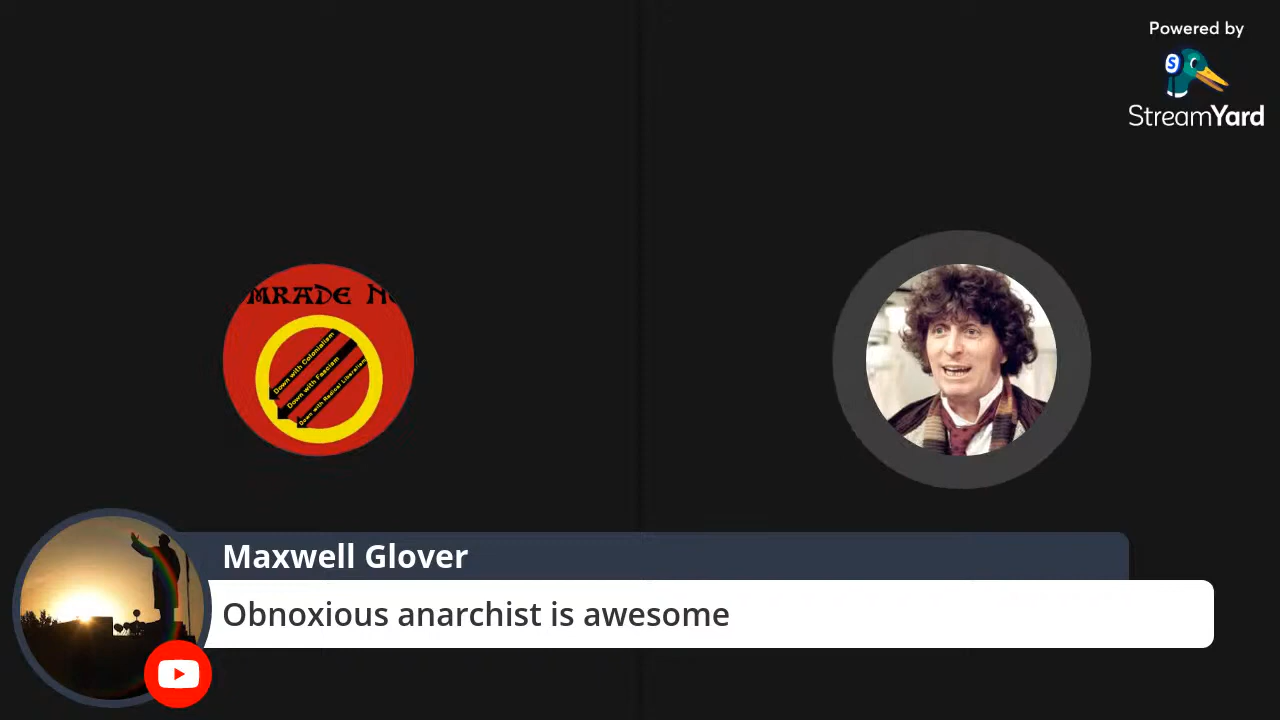 Powered by
S
StreamYard
MRADE N
Down with Colonialism
Down with Fascism
Down with Radical Liberalism
Maxwell Glover
Obnoxious anarchist is awesome